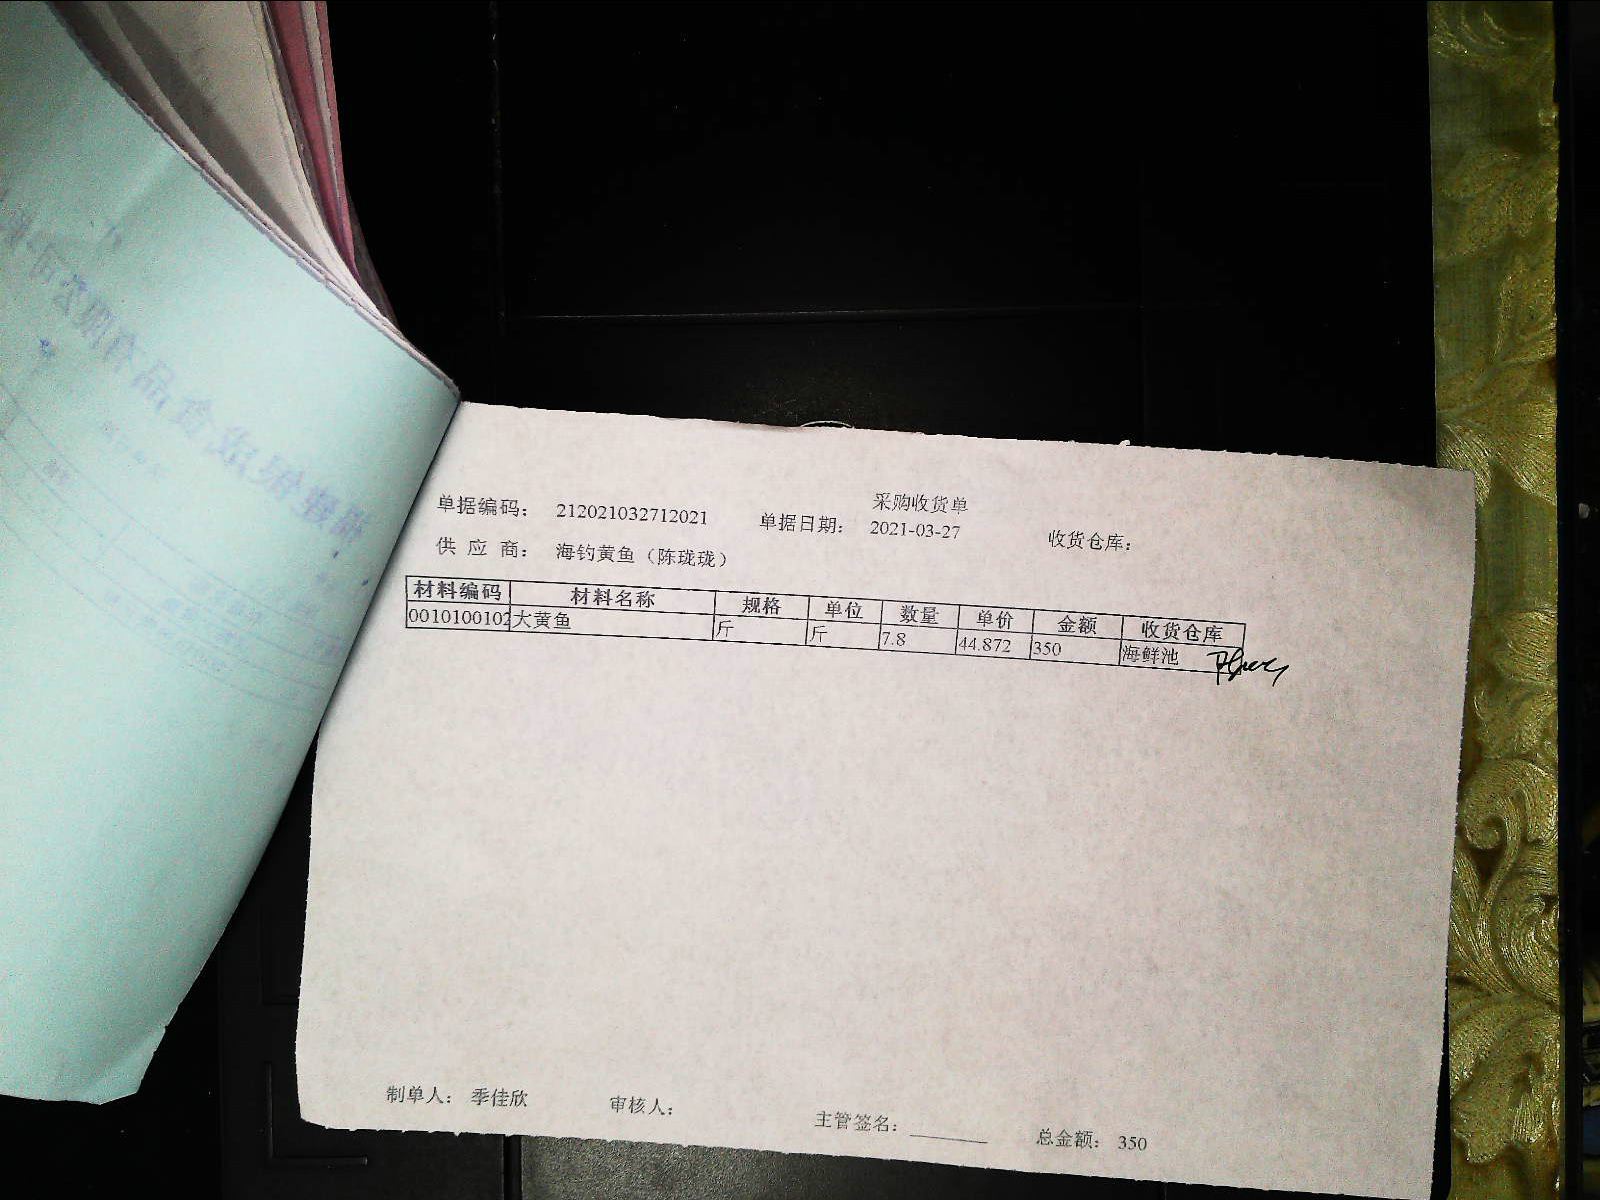 采购收货单
单据编码： 212021032712021 单据日期： 2021-03-27 收货仓库：
供 应 商： 海钓黄鱼（陈珑珑）
材料编码 材料名称 规格 单位 数量 单价 金额 收货仓库
0010100102 大黄鱼 斤 斤 7.8 44.872 350 海鲜池
制单人： 季佳欣 审核人： 主管签名： 总金额： 350